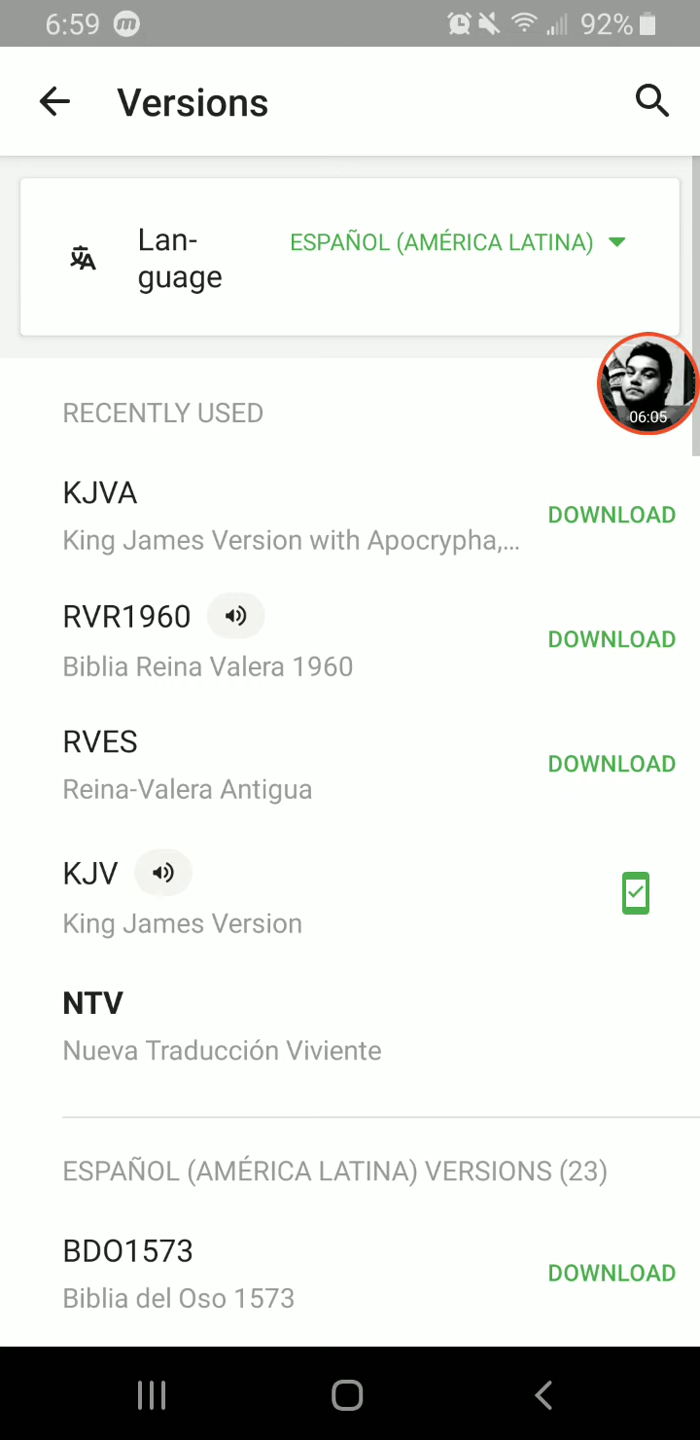 6:59 m 92%
Versions
Lan-
guage
ESPAÑOL (AMÉRICA LATINA)
06:05
RECENTLY USED
KJVA
King James Version with Apocrypha,...
DOWNLOAD
RVR1960
Biblia Reina Valera 1960
DOWNLOAD
RVES
Reina-Valera Antigua
DOWNLOAD
KJV
King James Version
NTV
Nueva Traducción Viviente
ESPAÑOL (AMÉRICA LATINA) VERSIONS (23)
BDO1573
Biblia del Oso 1573
DOWNLOAD